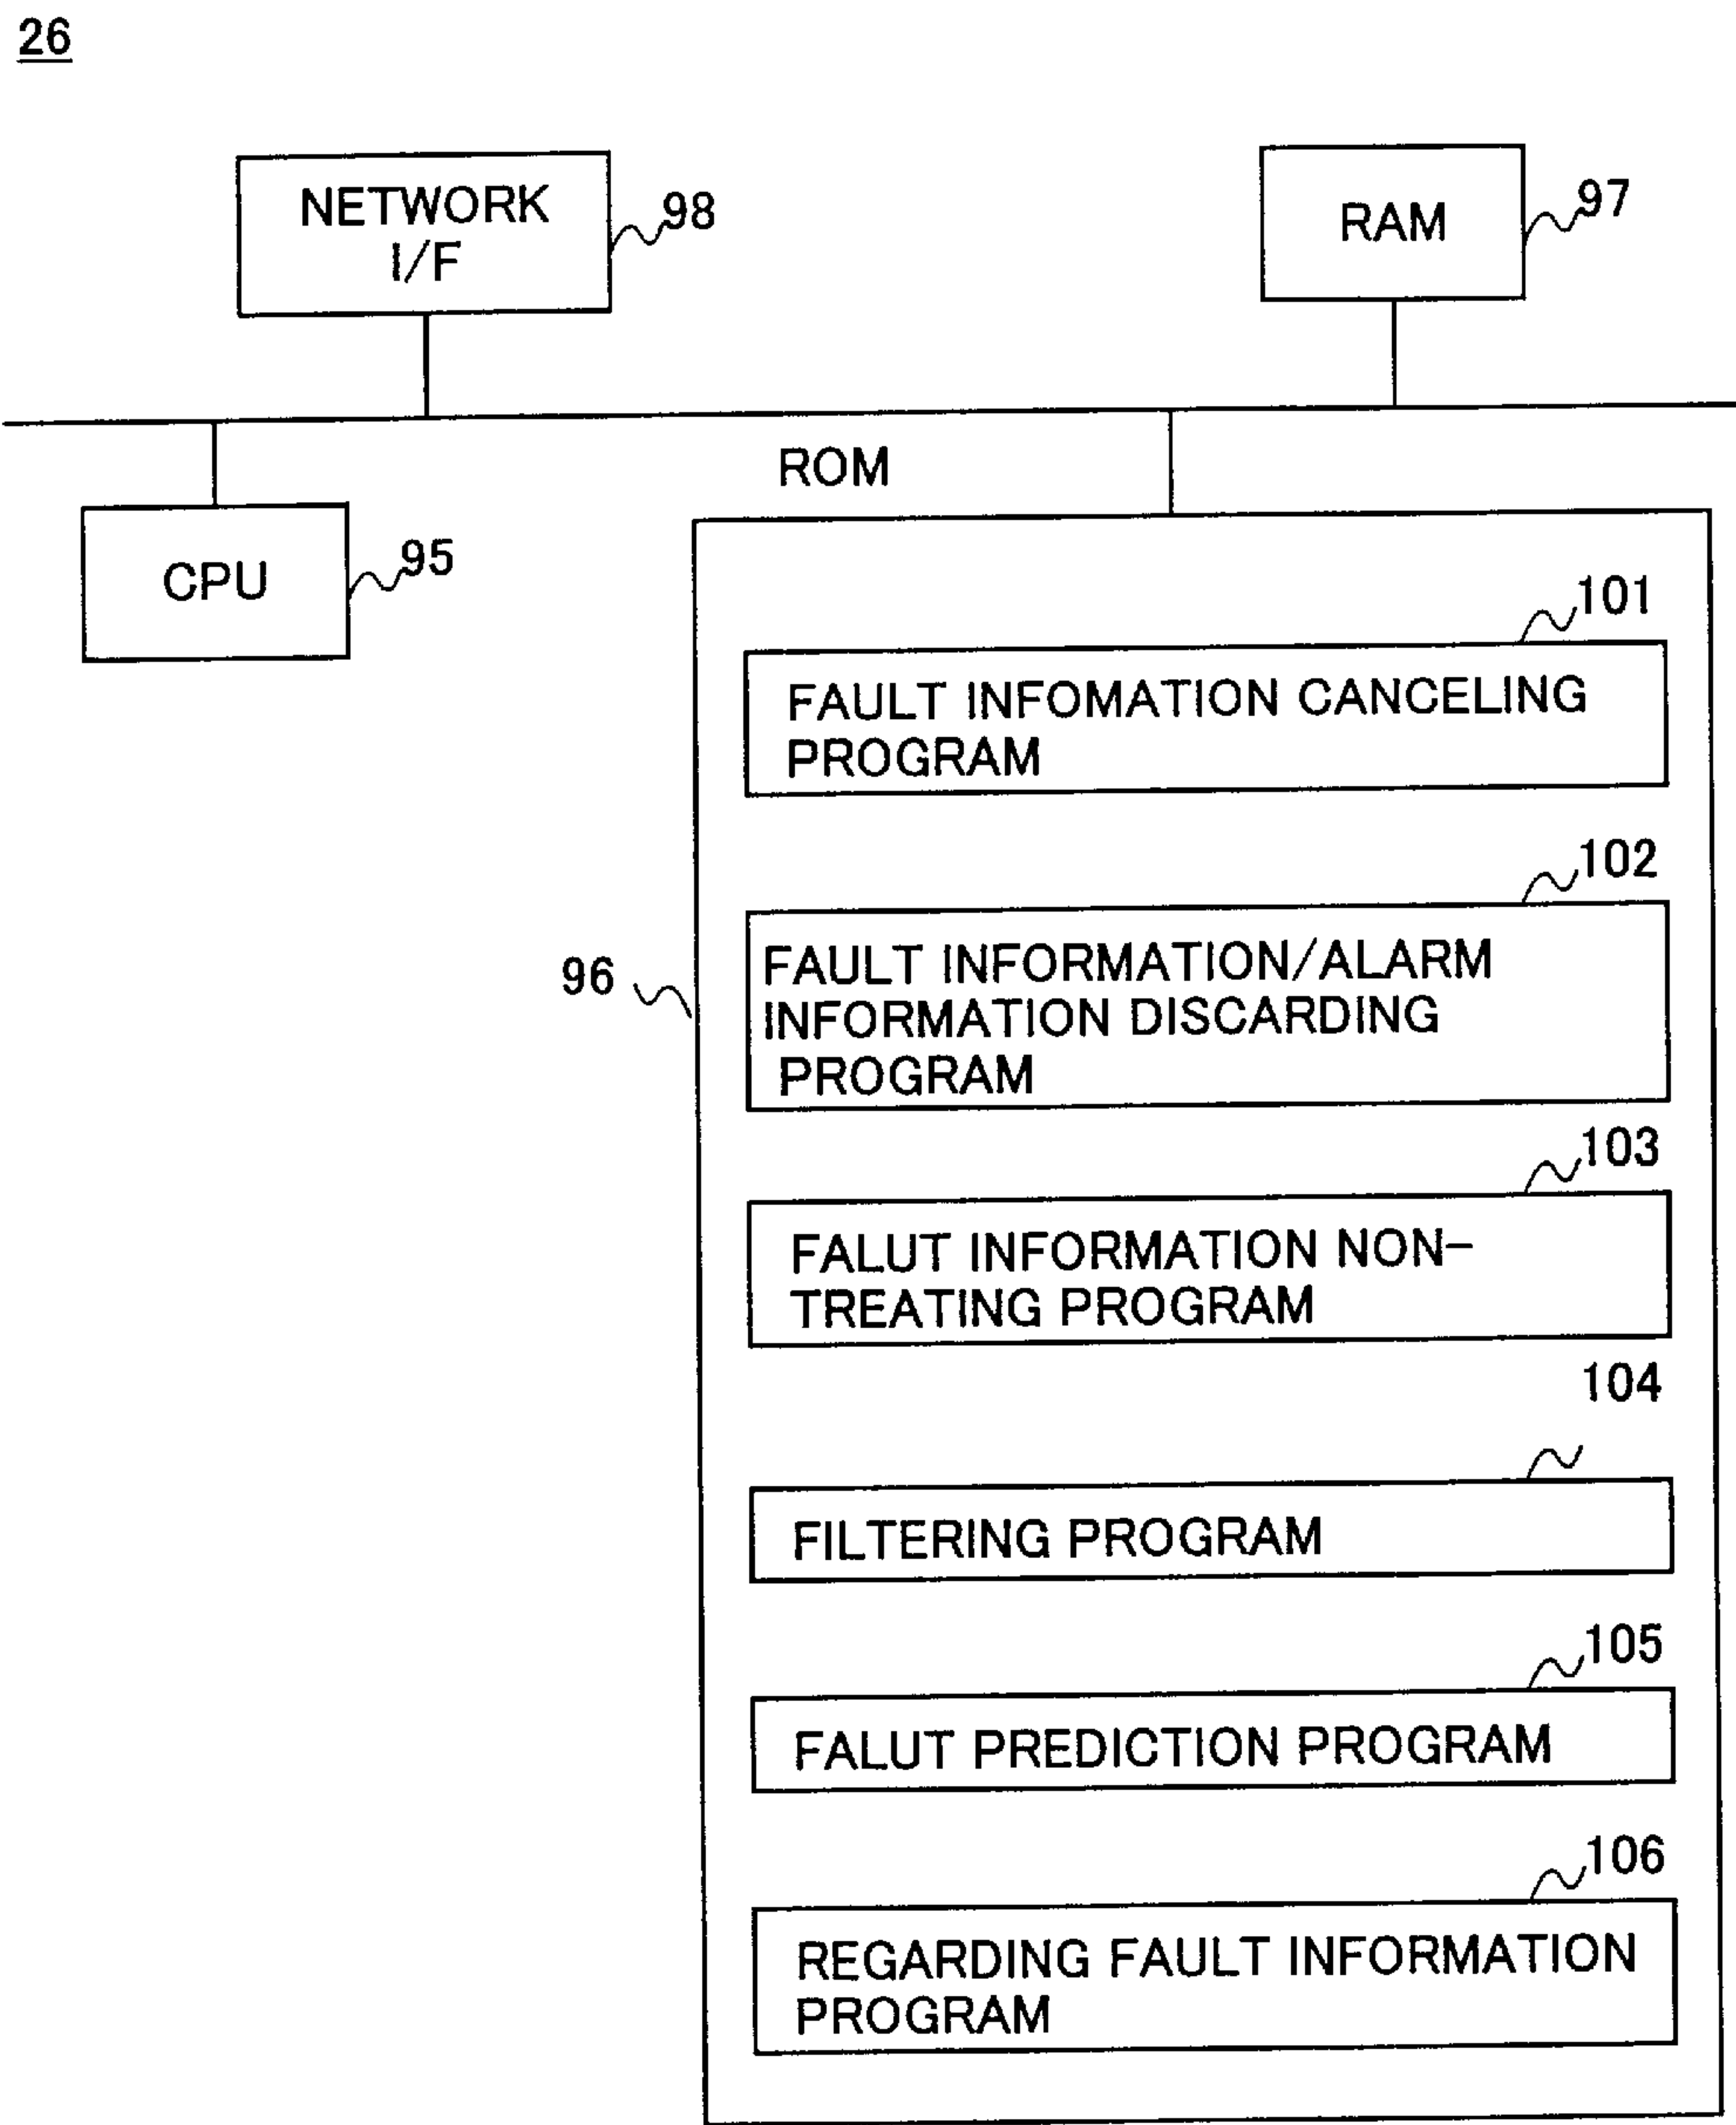 26
NETWORK
I/F
98
RAM
97
ROM
CPU
95
101
FAULT INFOMATION CANCELING
PROGRAM
102
96
FAULT INFORMATION/ALARM
INFORMATION DISCARDING
PROGRAM
103
FALUT INFORMATION NON-
TREATING PROGRAM
104
FILTERING PROGRAM
105
FALUT PREDICTION PROGRAM
106
REGARDING FAULT INFORMATION
PROGRAM